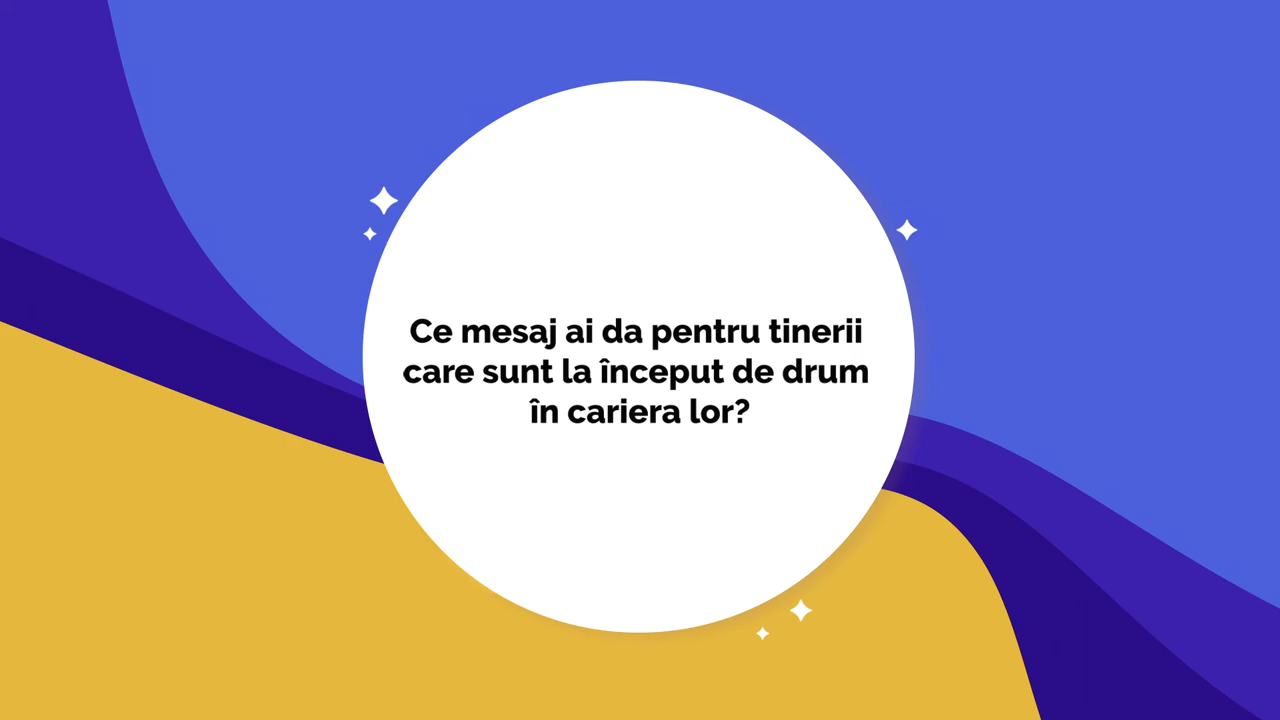 Ce mesaj ai da pentru tinerii
care sunt la început de drum
în cariera lor?